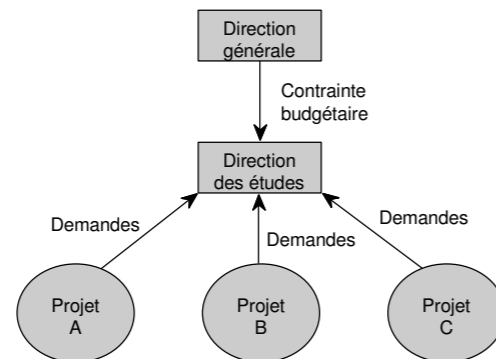 Direction
générale
Contrainte
budgétaire
Direction
des études
Demandes
Demandes
Demandes
Projet
A
Projet
B
Projet
C